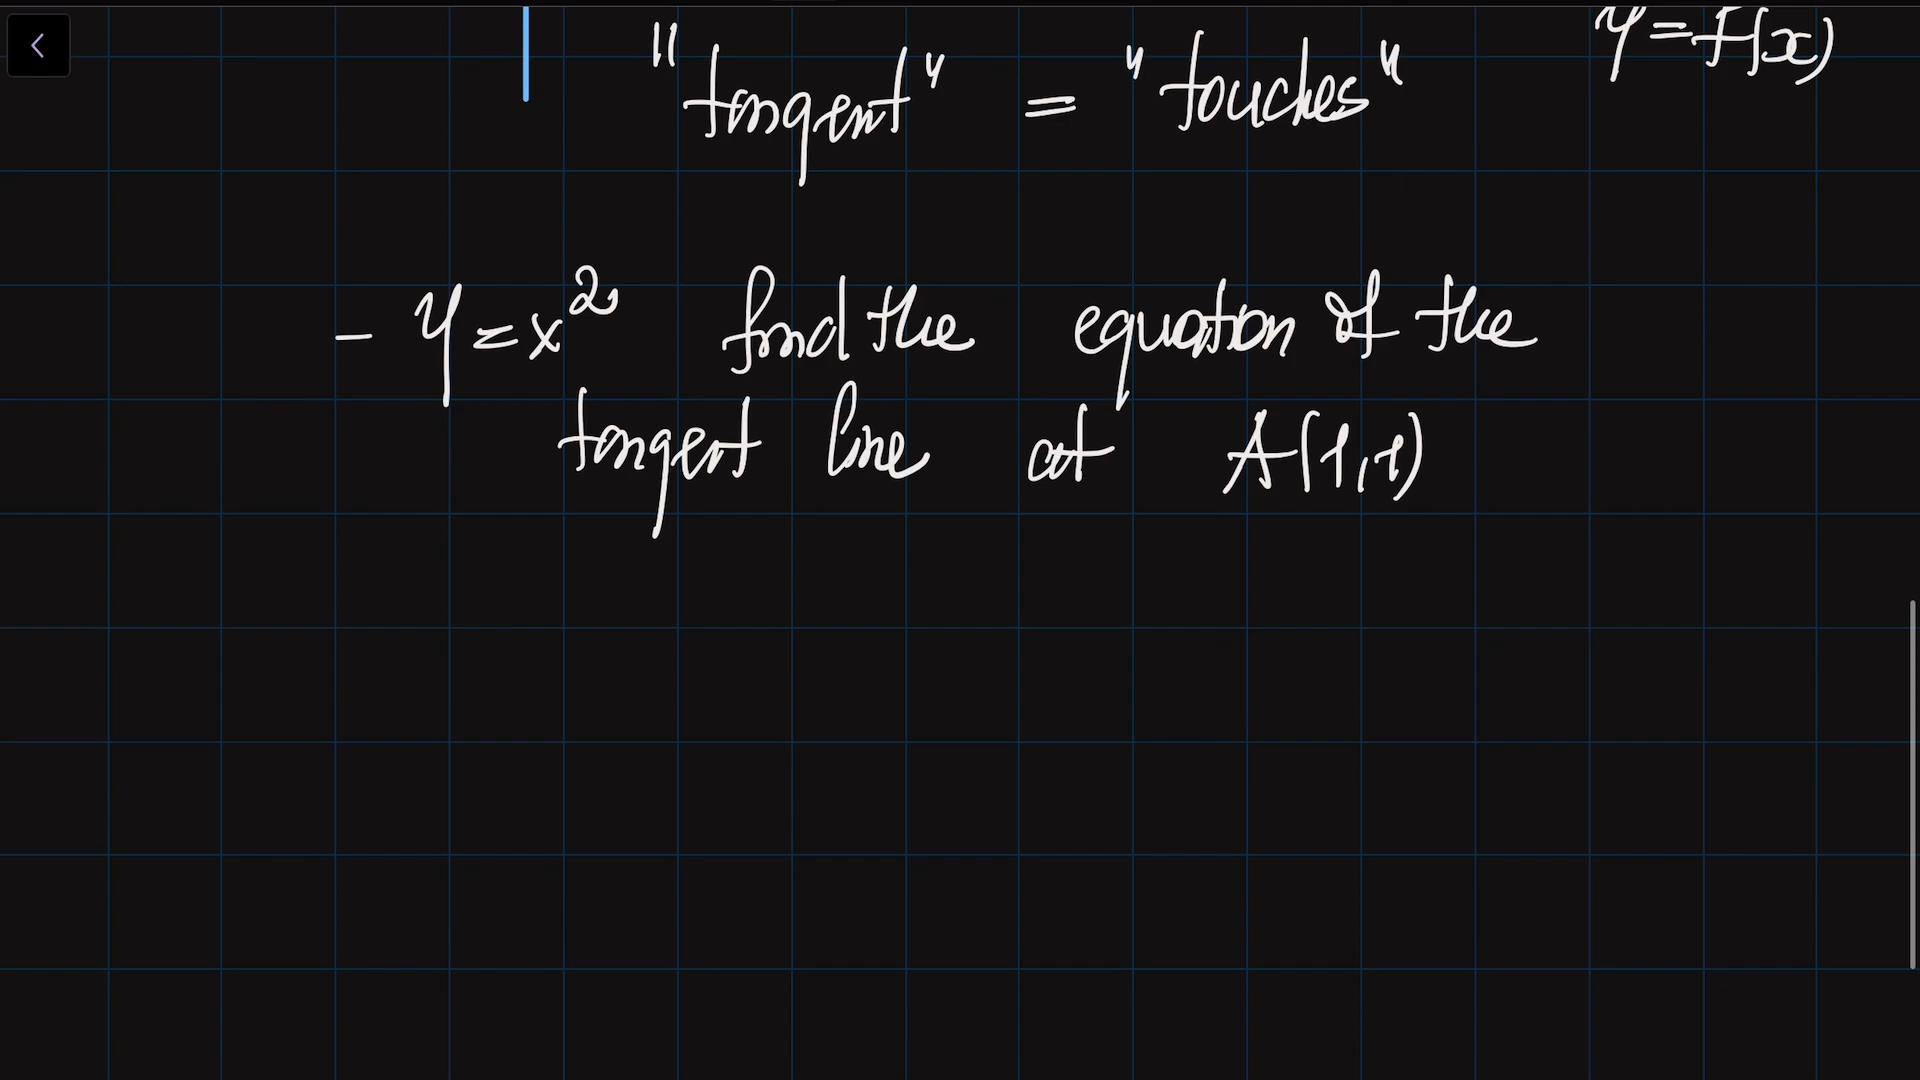 y = f(x)
"tangent" = "touches"
- y = x² find the equation of the
tangent line at A(1,1)